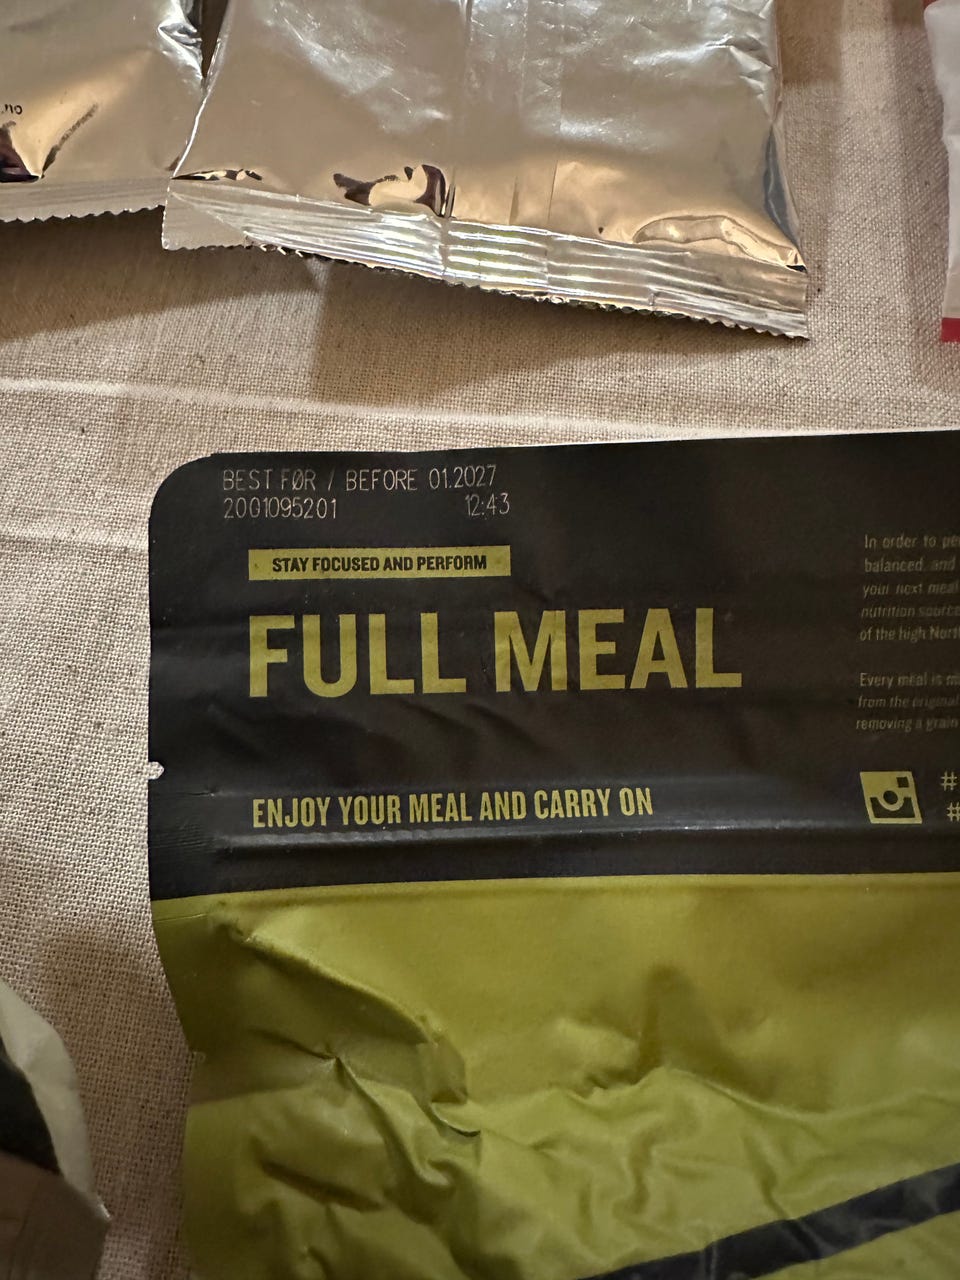 .no
BEST FØR / BEFORE 01.2027
20G1095201 12:43
STAY FOCUSED AND PERFORM
FULL MEAL
ENJOY YOUR MEAL AND CARRY ON
In order to
balanced, and
your next meal
nutrition source
of the high
Every meal is
from the original
removing a grain
#
#